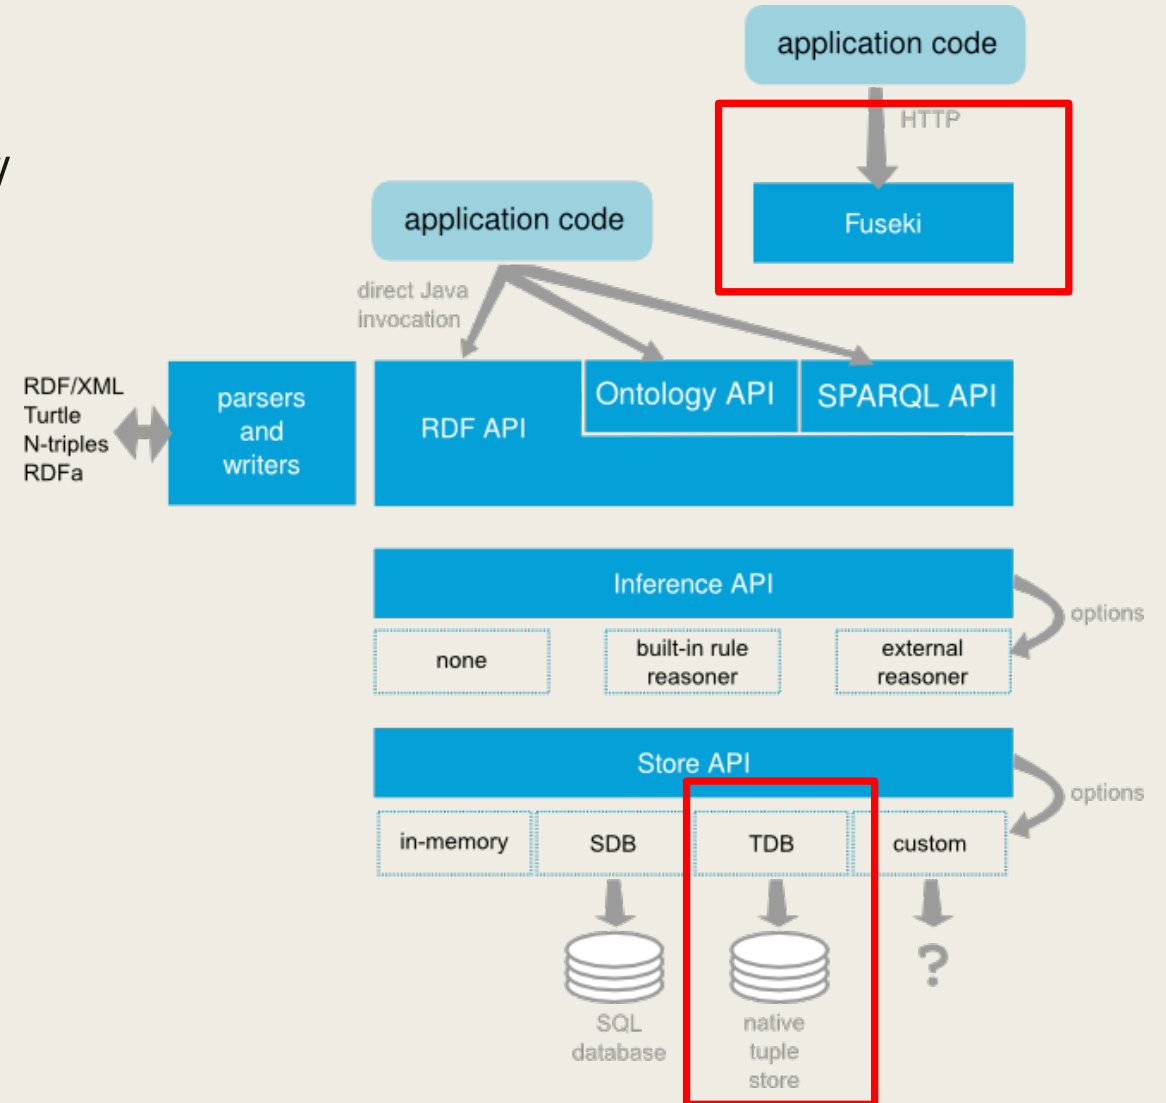 application code
HTTP
/
Fuseki
application code
direct Java
invocation
RDF/XML
Turtle
N-triples
RDFa
parsers
and
writers
RDF API
Ontology API
SPARQL API
Inference API
options
none
built-in rule
reasoner
external
reasoner
Store API
options
in-memory
SDB
TDB
custom
?
SQL
database
native
tuple
store